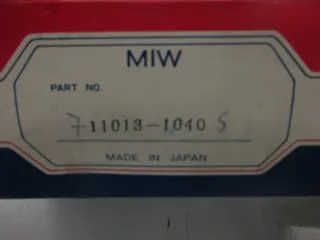 MIW
PART NO.
7 11013-1040 S
MADE IN JAPAN